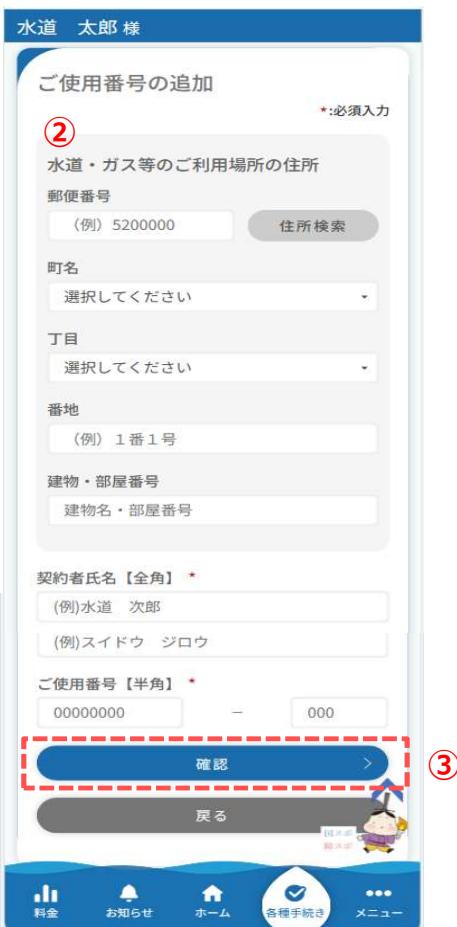 水道　太郎 様
ご使用番号の追加
*:必須入力
②
水道・ガス等のご利用場所の住所
郵便番号
（例）5200000
住所検索
町名
選択してください
丁目
選択してください
番地
（例）１番１号
建物・部屋番号
建物名・部屋番号
契約者氏名【全角】 *
(例)水道　次郎
(例)スイドウ　ジロウ
ご使用番号【半角】 *
00000000 － 000
確認 ＞
③
戻る
料金 お知らせ ホーム 各種手続き メニュー